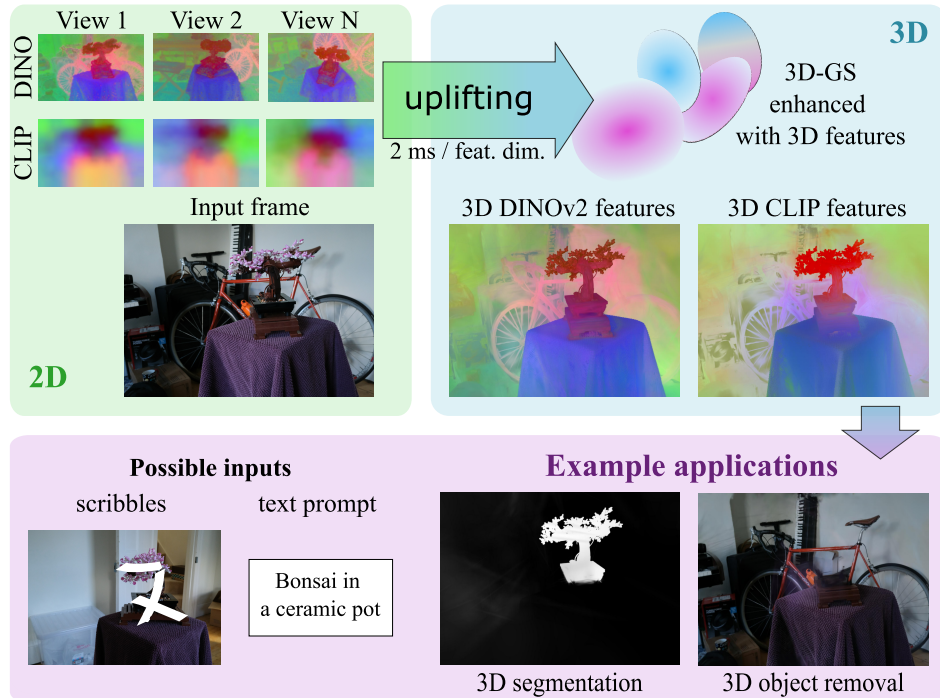 View 1
View 2
View N
DINO
CLIP
uplifting
2 ms / feat. dim.
3D
3D-GS
enhanced
with 3D features
Input frame
2D
3D DINOv2 features
3D CLIP features
Possible inputs
scribbles
text prompt
Bonsai in
a ceramic pot
Example applications
3D segmentation
3D object removal